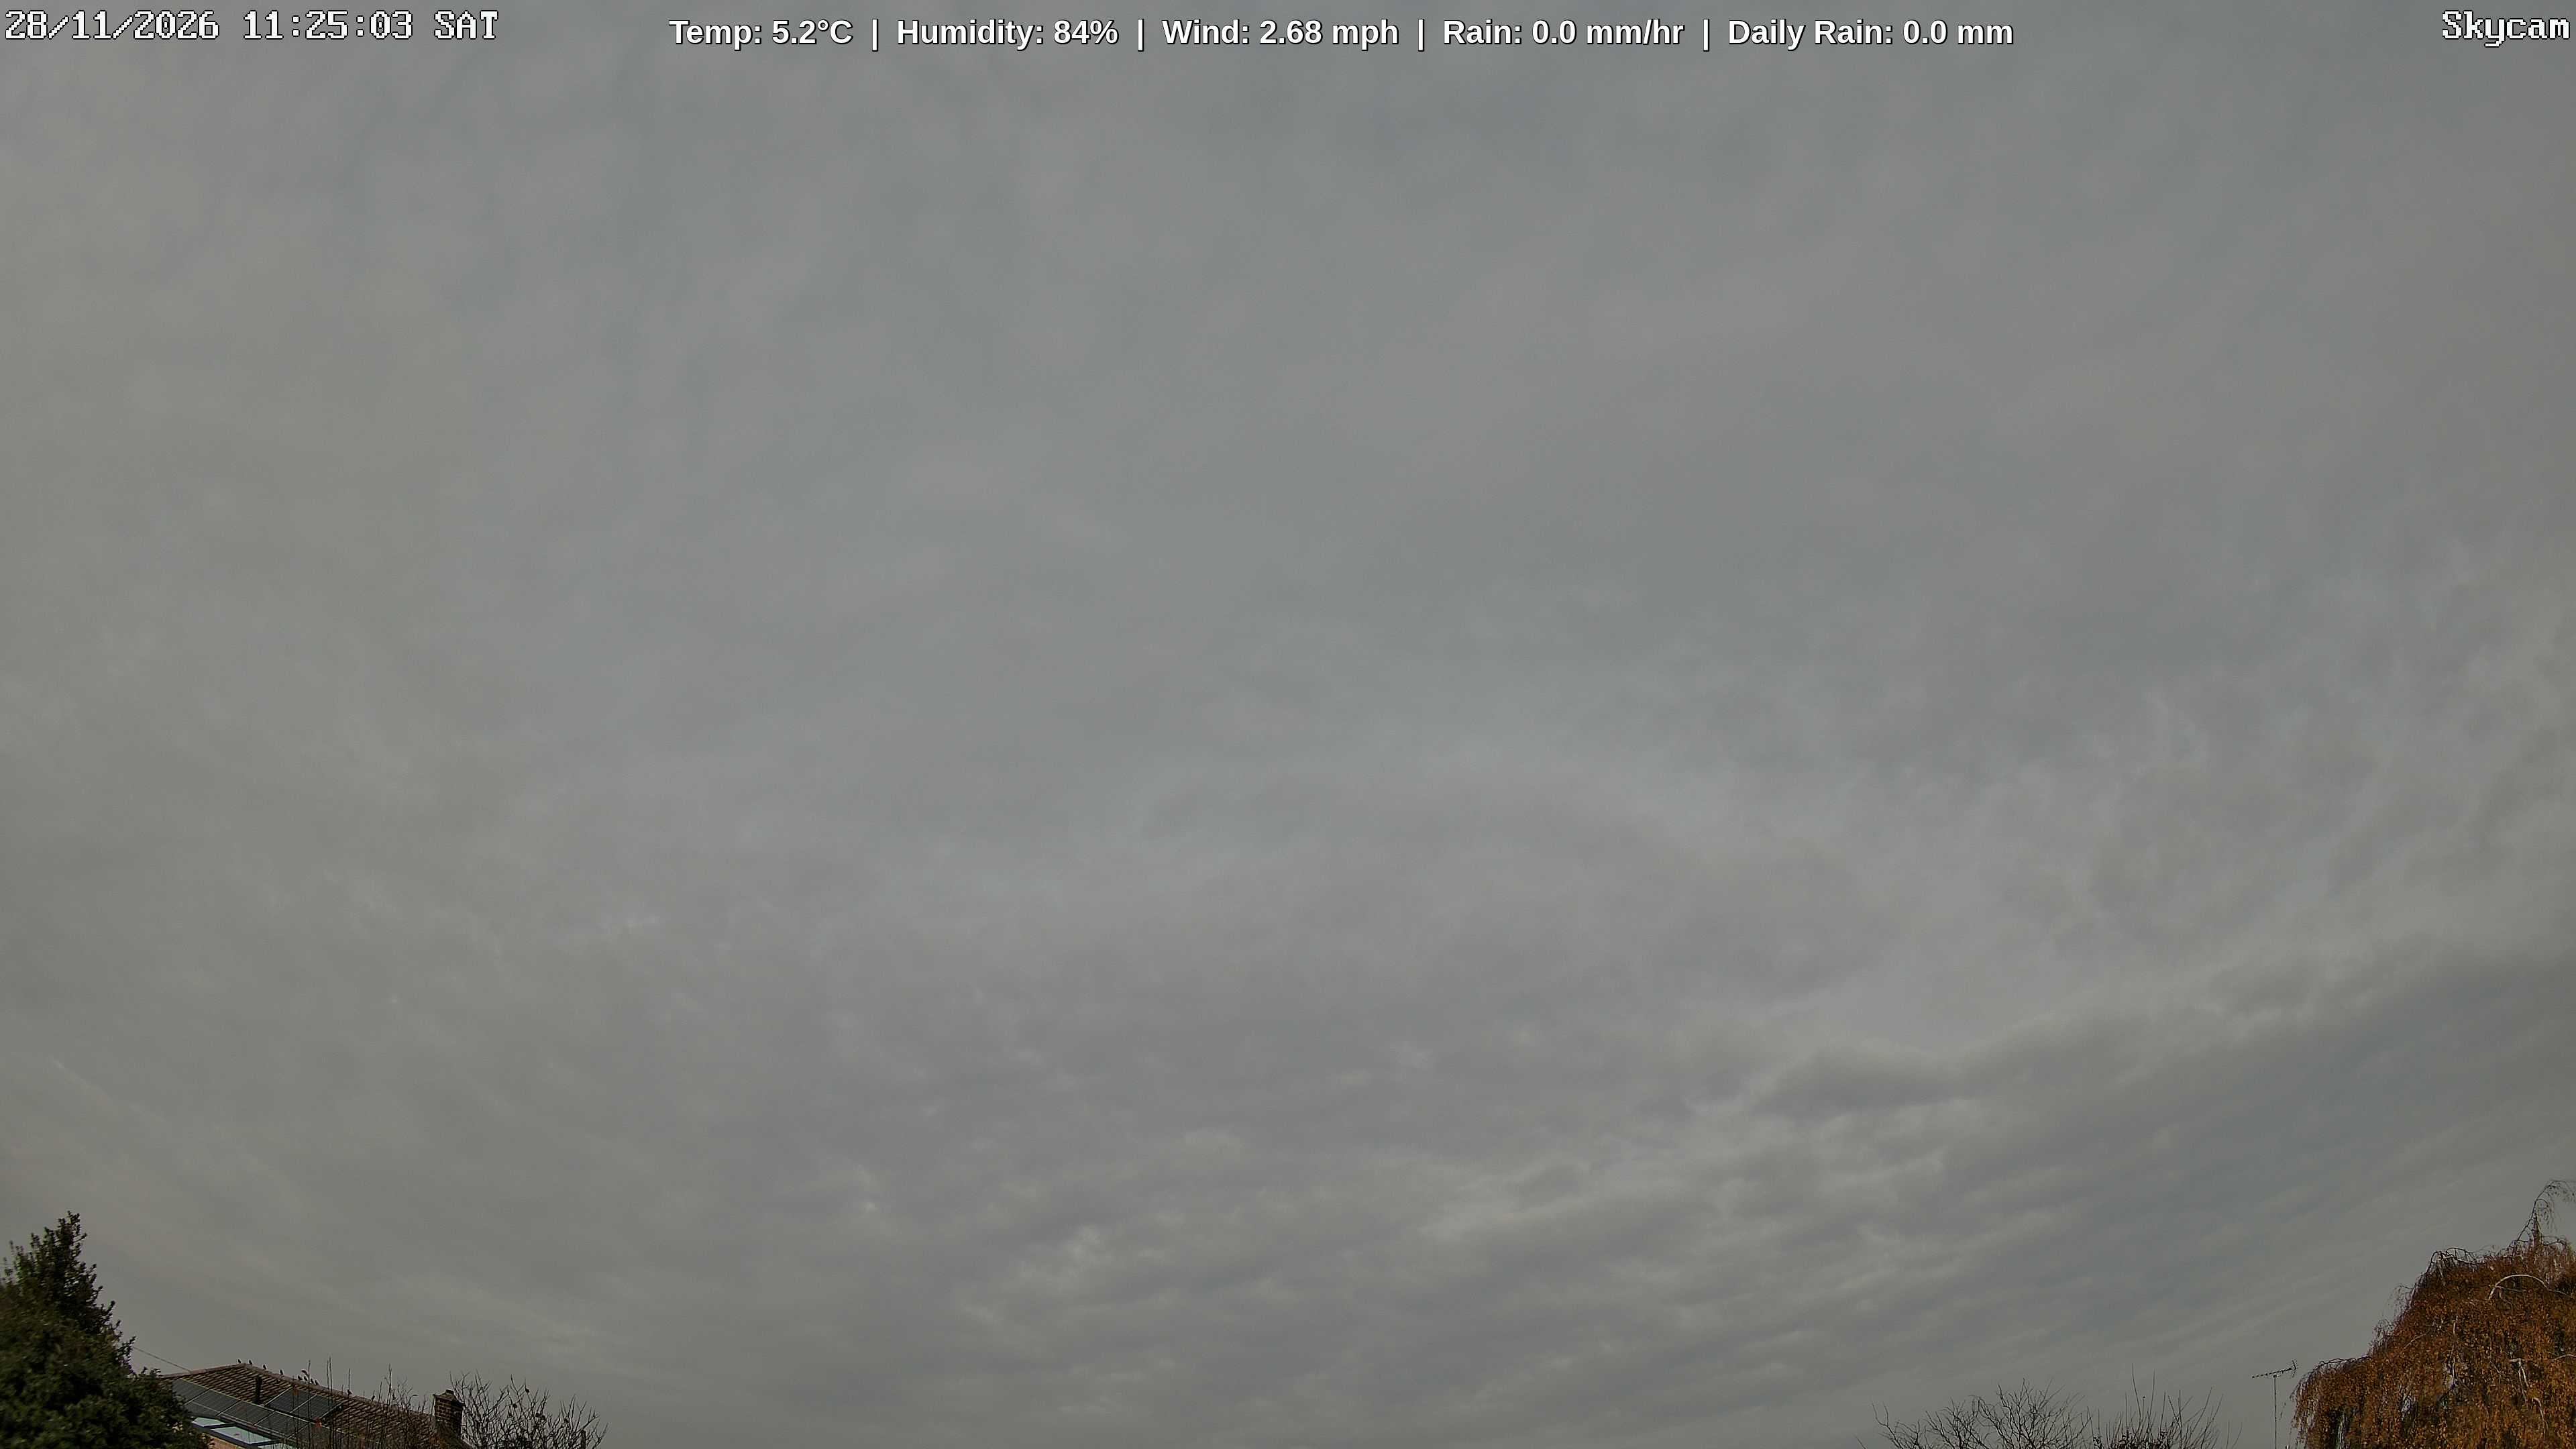 28/11/2026 11:25:03 SAT
Temp: 5.2°C | Humidity: 84% | Wind: 2.68 mph | Rain: 0.0 mm/hr | Daily Rain: 0.0 mm
Skycam